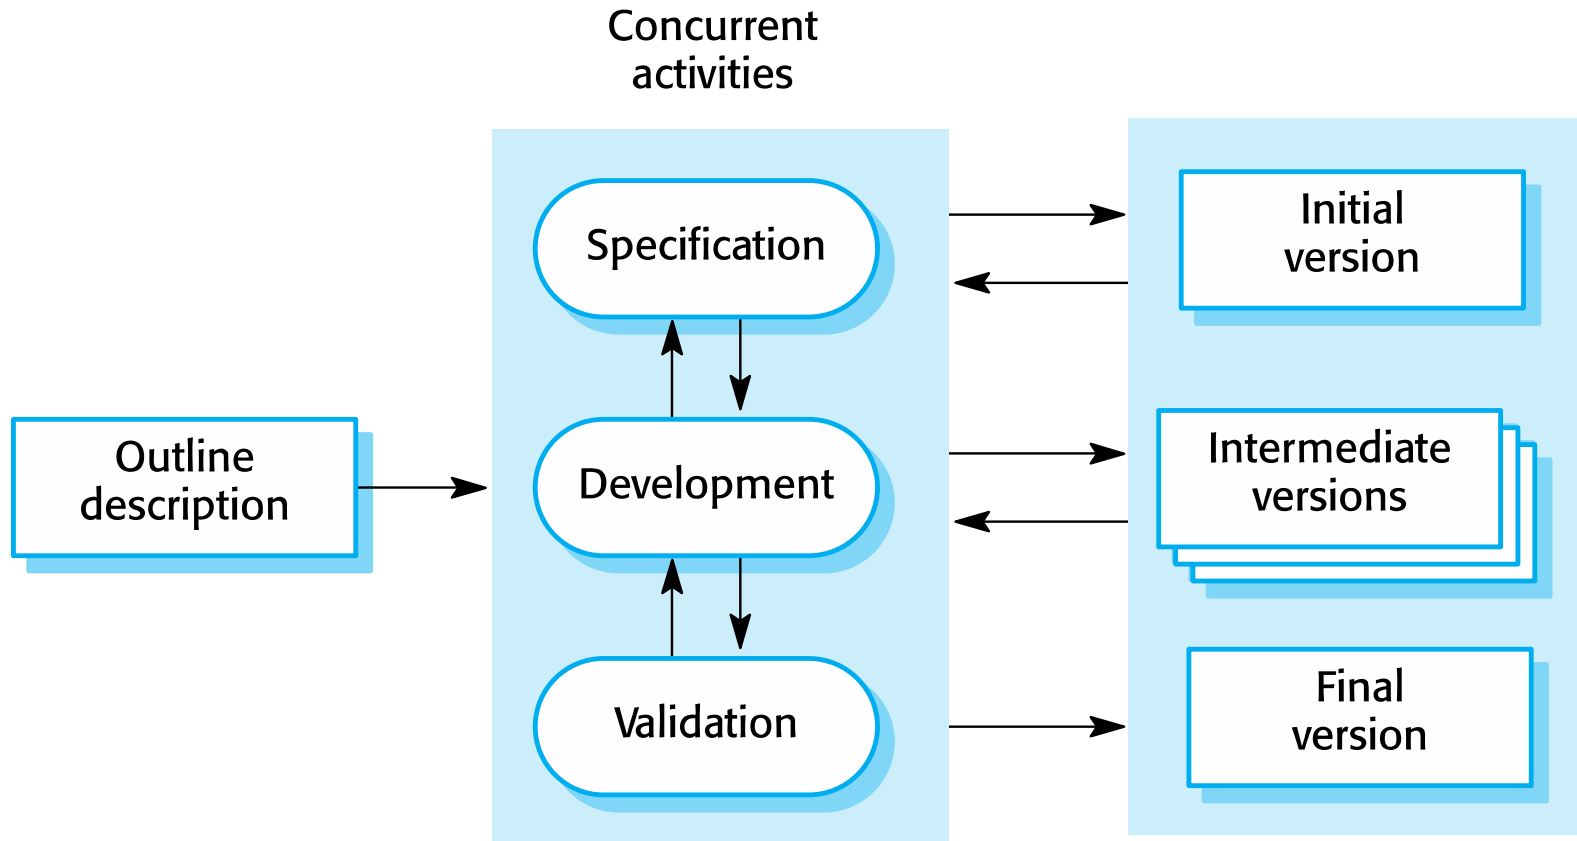 Concurrent
activities
Specification
Initial
version
Outline
description
Development
Intermediate
versions
Validation
Final
version